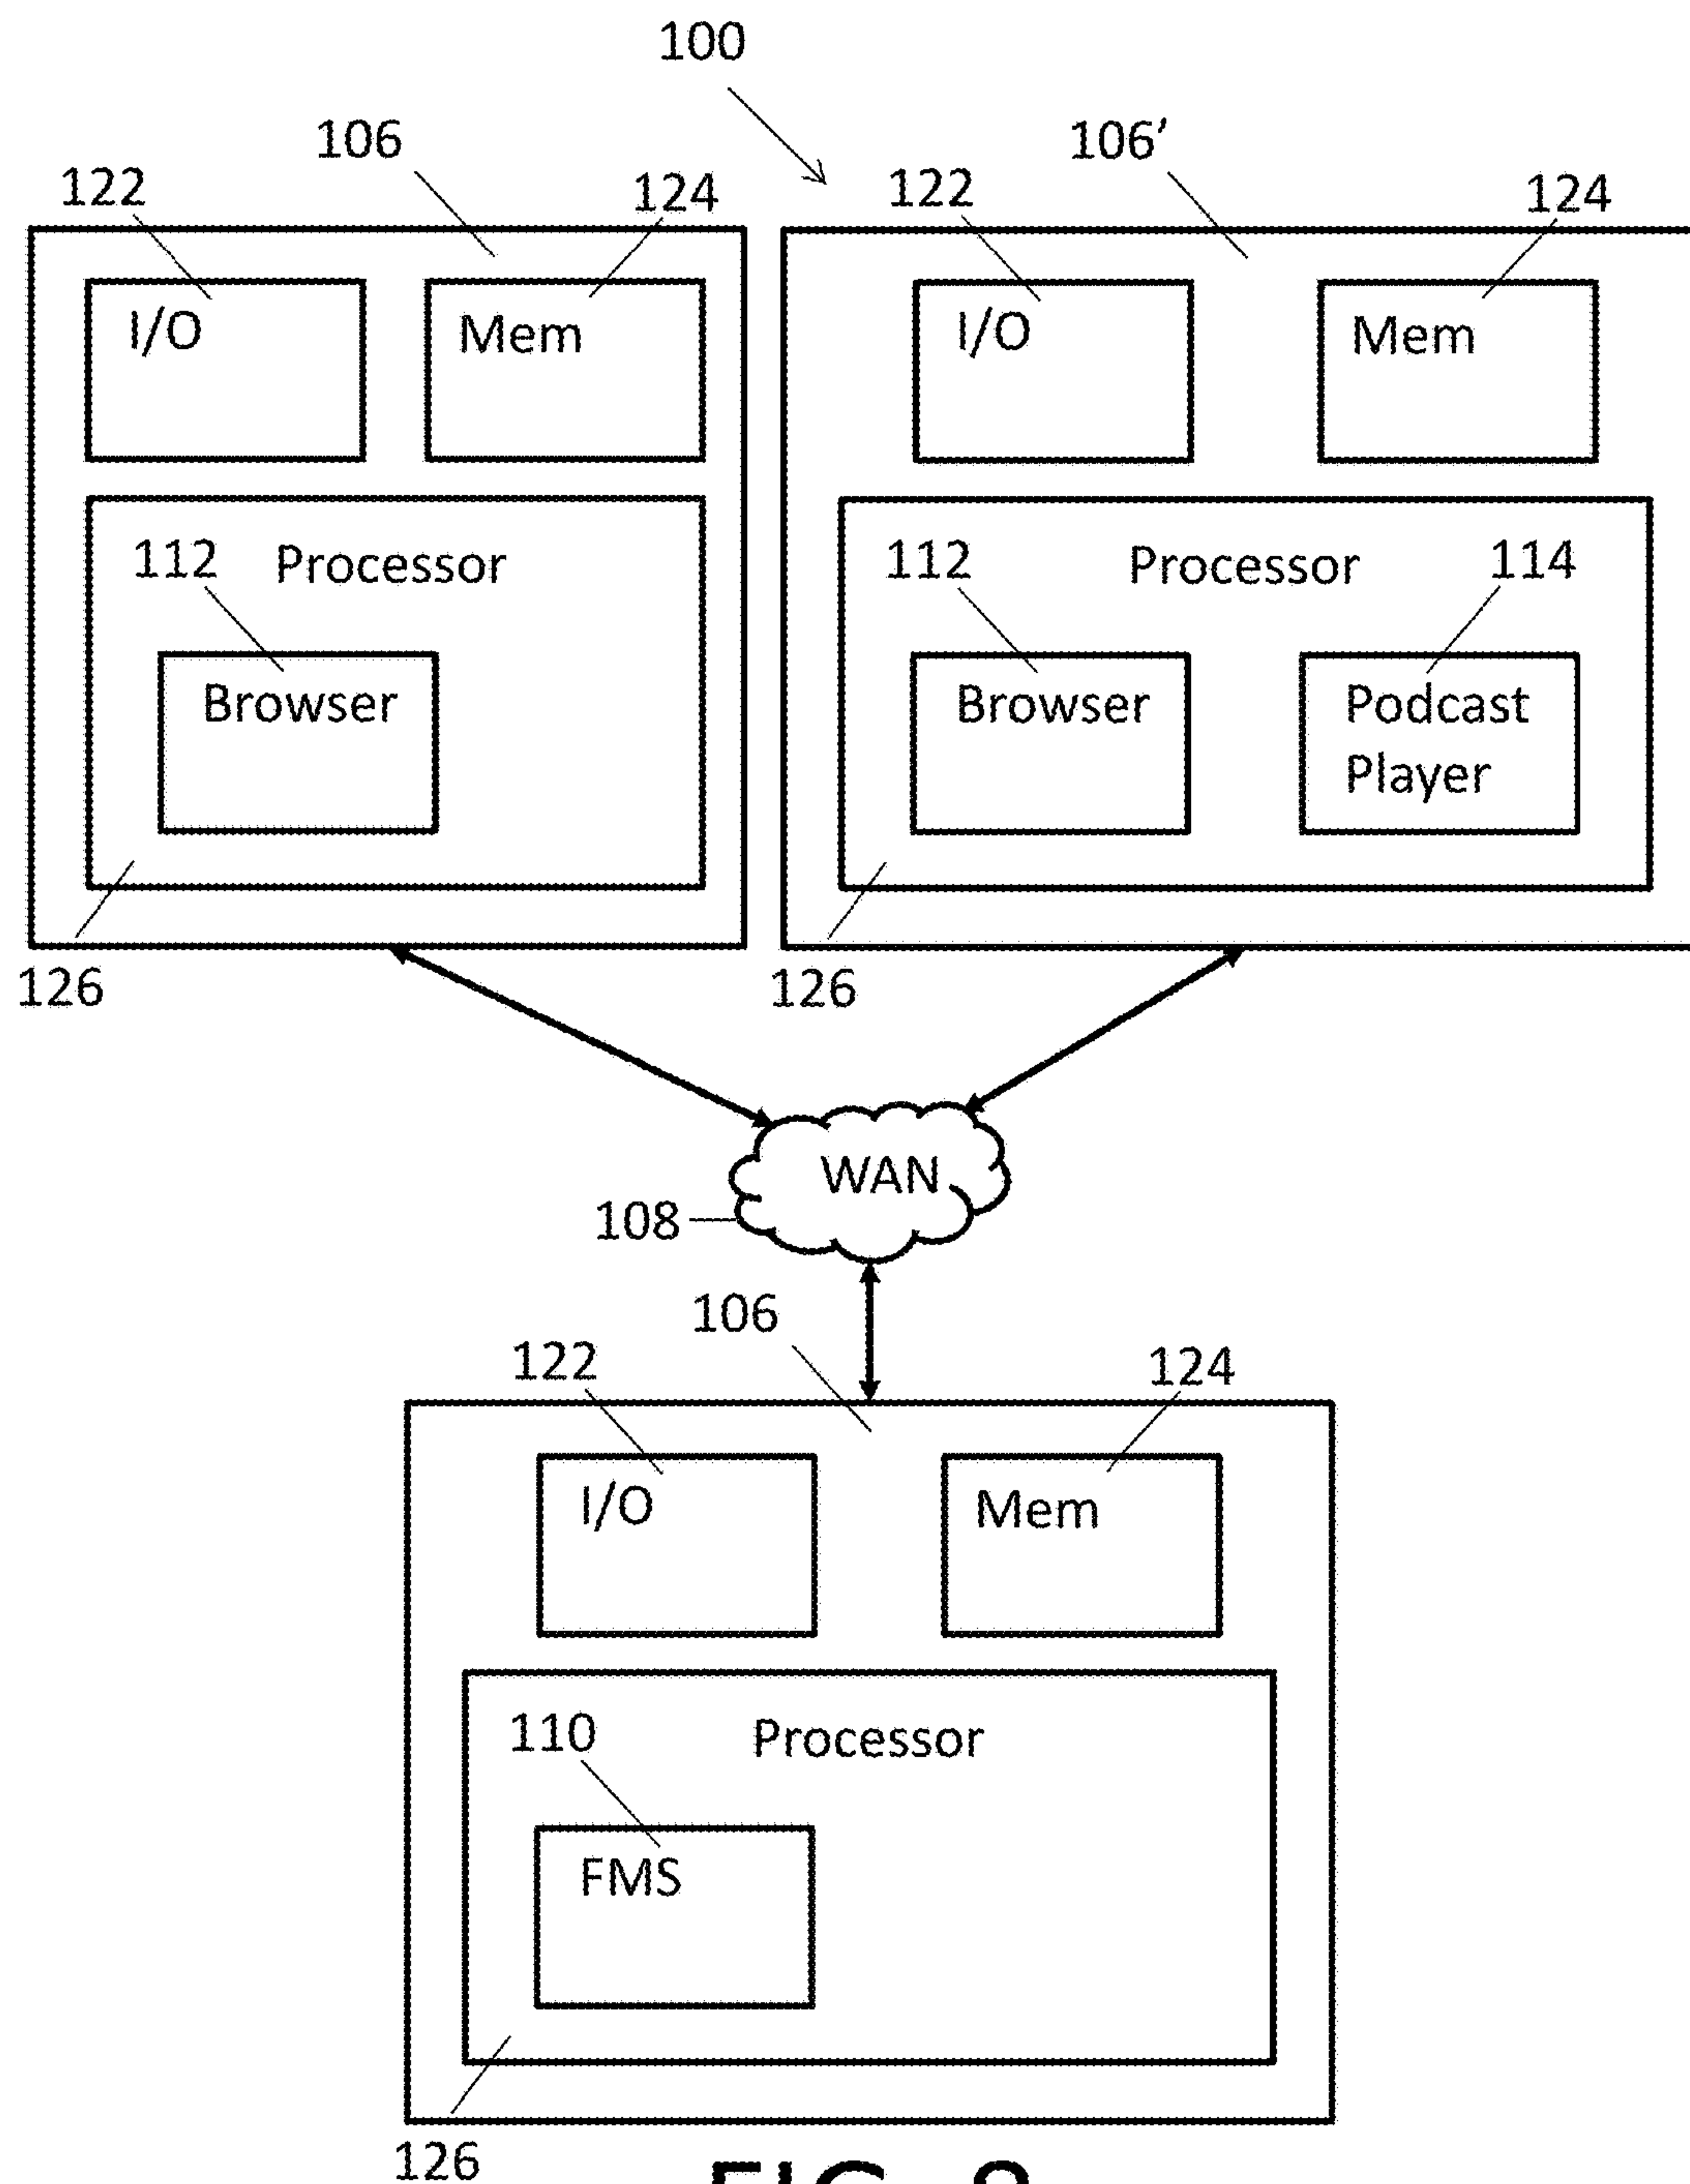 100
106
106’
122
124
122
124
I/O
Mem
I/O
Mem
112
Processor
112
Processor
114
Browser
Browser
Podcast
Player
126
126
WAN
108
106
122
124
I/O
Mem
110
Processor
FMS
126